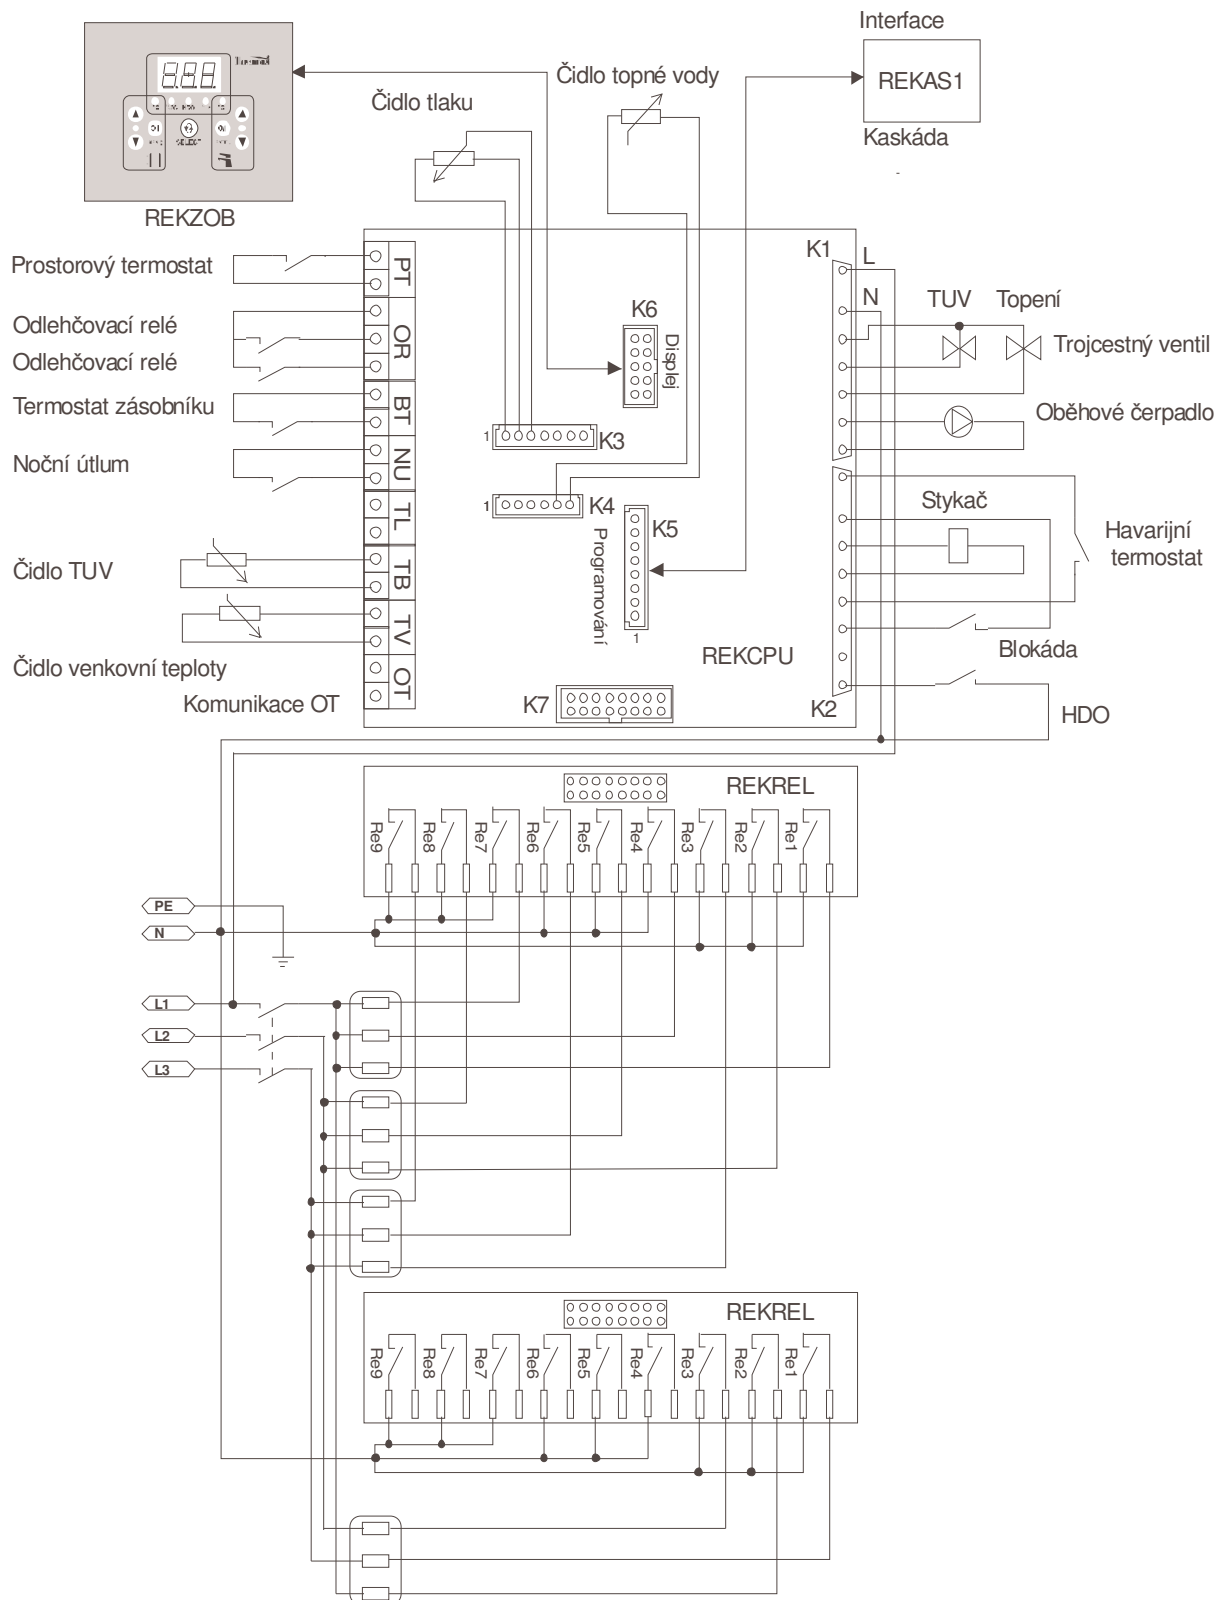 Interface
REKAS1
Kaskáda
Čidlo topné vody
Čidlo tlaku
SELECT
REKZOB
Prostorový termostat
Odlehčovací relé
Odlehčovací relé
Termostat zásobníku
Noční útlum
Čidlo TUV
Čidlo venkovní teploty
Komunikace OT
PT
OR
BT
NU
TL
TB
TV
OT
K6
Displej
1
K3
1
K4
K5
Programování
1
REKCPU
K7
K1
L
N
K2
TUV
Topení
Trojcestný ventil
Oběhové čerpadlo
Stykač
Havarijní
termostat
Blokáda
HDO
REKREL
Re9
Re8
Re7
Re6
Re5
Re4
Re3
Re2
Re1
PE
N
L1
L2
L3
REKREL
Re9
Re8
Re7
Re6
Re5
Re4
Re3
Re2
Re1